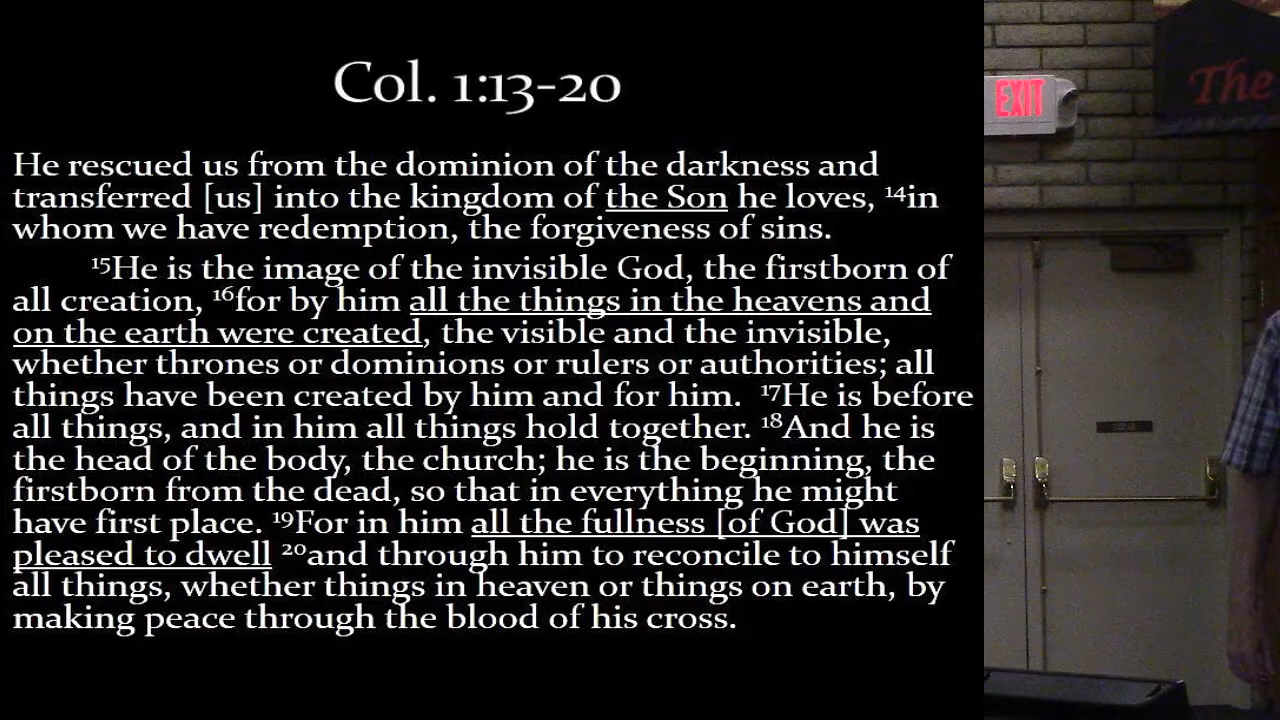 Col. 1:13-20
He rescued us from the dominion of the darkness and
transferred [us] into the kingdom of the Son he loves, ¹⁴in
whom we have redemption, the forgiveness of sins.
¹⁵He is the image of the invisible God, the firstborn of
all creation, ¹⁶for by him all the things in the heavens and
on the earth were created, the visible and the invisible,
whether thrones or dominions or rulers or authorities; all
things have been created by him and for him. ¹⁷He is before
all things, and in him all things hold together. ¹⁸And he is
the head of the body, the church; he is the beginning, the
firstborn from the dead, so that in everything he might
have first place. ¹⁹For in him all the fullness [of God] was
pleased to dwell ²⁰and through him to reconcile to himself
all things, whether things in heaven or things on earth, by
making peace through the blood of his cross.
EXIT
The